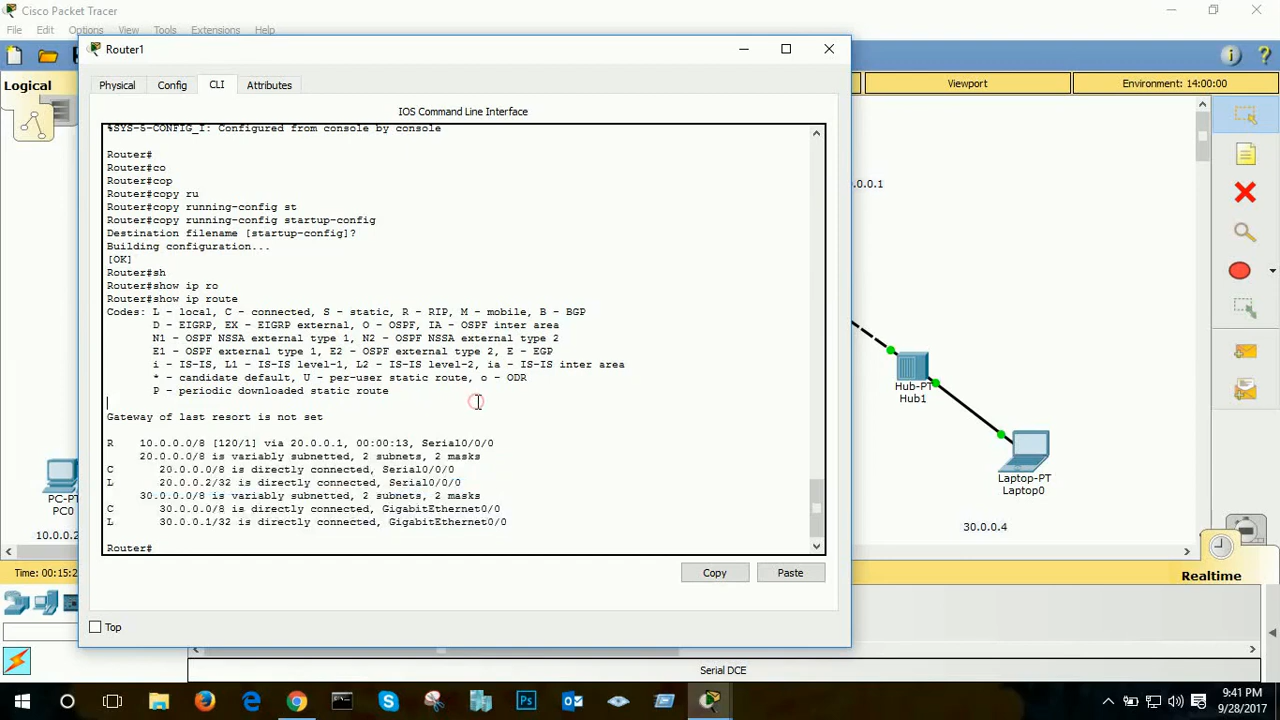 Cisco Packet Tracer
File Edit Options View Tools Extensions Help
Router1
Logical
Viewport
Environment: 14:00:00
Physical Config CLI Attributes
IOS Command Line Interface
%SYS-5-CONFIG_I: Configured from console by console
Router#
Router#co
Router#cop
Router#copy ru
Router#copy running-config st
Router#copy running-config startup-config
Destination filename [startup-config]?
Building configuration...
[OK]
Router#sh
Router#show ip ro
Router#show ip route
Codes: L - local, C - connected, S - static, R - RIP, M - mobile, B - BGP
D - EIGRP, EX - EIGRP external, O - OSPF, IA - OSPF inter area
N1 - OSPF NSSA external type 1, N2 - OSPF NSSA external type 2
E1 - OSPF external type 1, E2 - OSPF external type 2, E - EGP
i - IS-IS, L1 - IS-IS level-1, L2 - IS-IS level-2, ia - IS-IS inter area
* - candidate default, U - per-user static route, o - ODR
P - periodic downloaded static route
Gateway of last resort is not set
R 10.0.0.0/8 [120/1] via 20.0.0.1, 00:00:13, Serial0/0/0
20.0.0.0/8 is variably subnetted, 2 subnets, 2 masks
C 20.0.0.0/8 is directly connected, Serial0/0/0
L 20.0.0.2/32 is directly connected, Serial0/0/0
30.0.0.0/8 is variably subnetted, 2 subnets, 2 masks
C 30.0.0.0/8 is directly connected, GigabitEthernet0/0
L 30.0.0.1/32 is directly connected, GigabitEthernet0/0
Router#
Copy Paste
Top
.0.0.1
Hub-PT
Hub1
Laptop-PT
Laptop0
30.0.0.4
PC-PT
PC0
10.0.0.2
Time: 00:15:2
Realtime
Serial DCE
9:41 PM
9/28/2017